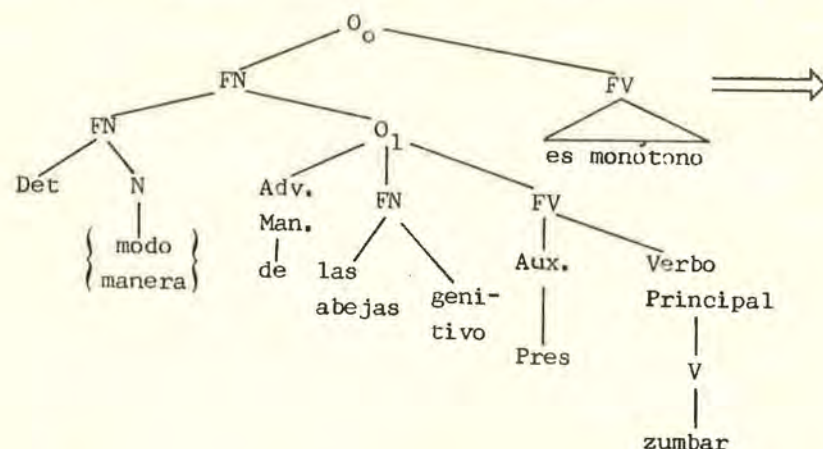 O₀
FN FV
FN O₁ es monótono
Det N Adv. FN FV
Man.
modo de las Aux. Verbo
manera abejas geni- Principal
tivo
Pres V
zumbar